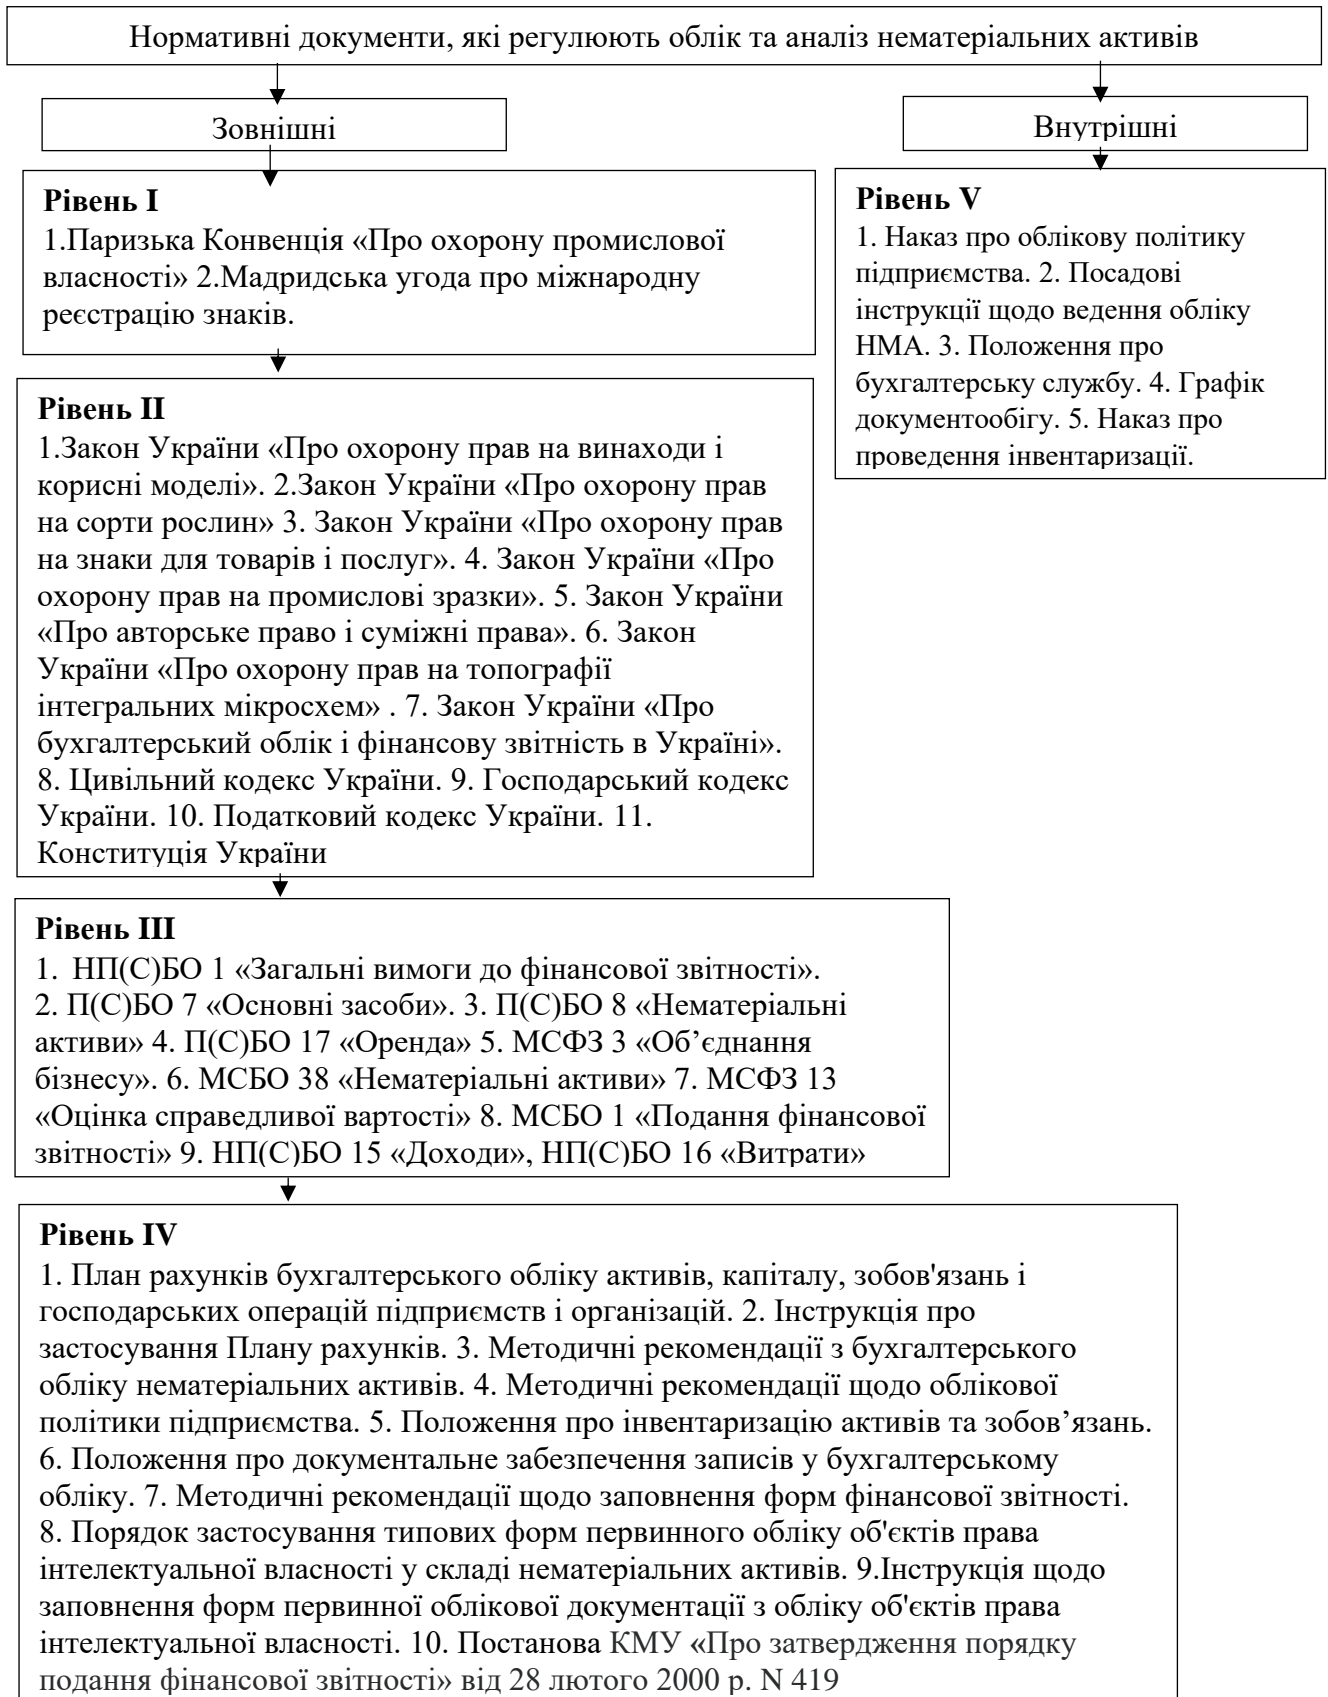 Нормативні документи, які регулюють облік та аналіз нематеріальних активів
Зовнішні
Внутрішні
Рівень I
1.Паризька Конвенція «Про охорону промислової
власності» 2.Мадридська угода про міжнародну
реєстрацію знаків.
Рівень V
1. Наказ про облікову політику
підприємства. 2. Посадові
інструкції щодо ведення обліку
НМА. 3. Положення про
бухгалтерську службу. 4. Графік
документообігу. 5. Наказ про
проведення інвентаризації.
Рівень II
1.Закон України «Про охорону прав на винаходи і
корисні моделі». 2.Закон України «Про охорону прав
на сорти рослин» 3. Закон України «Про охорону прав
на знаки для товарів і послуг». 4. Закон України «Про
охорону прав на промислові зразки». 5. Закон України
«Про авторське право і суміжні права». 6. Закон
України «Про охорону прав на топографії
інтегральних мікросхем» . 7. Закон України «Про
бухгалтерський облік і фінансову звітність в Україні».
8. Цивільний кодекс України. 9. Господарський кодекс
України. 10. Податковий кодекс України. 11.
Конституція України
Рівень III
1. НП(С)БО 1 «Загальні вимоги до фінансової звітності».
2. П(С)БО 7 «Основні засоби». 3. П(С)БО 8 «Нематеріальні
активи» 4. П(С)БО 17 «Оренда» 5. МСФЗ 3 «Об’єднання
бізнесу». 6. МСБО 38 «Нематеріальні активи» 7. МСФЗ 13
«Оцінка справедливої вартості» 8. МСБО 1 «Подання фінансової
звітності» 9. НП(С)БО 15 «Доходи», НП(С)БО 16 «Витрати»
Рівень IV
1. План рахунків бухгалтерського обліку активів, капіталу, зобов'язань і
господарських операцій підприємств і організацій. 2. Інструкція про
застосування Плану рахунків. 3. Методичні рекомендації з бухгалтерського
обліку нематеріальних активів. 4. Методичні рекомендації щодо облікової
політики підприємства. 5. Положення про інвентаризацію активів та зобов’язань.
6. Положення про документальне забезпечення записів у бухгалтерському
обліку. 7. Методичні рекомендації щодо заповнення форм фінансової звітності.
8. Порядок застосування типових форм первинного обліку об'єктів права
інтелектуальної власності у складі нематеріальних активів. 9.Інструкція щодо
заповнення форм первинної облікової документації з обліку об'єктів права
інтелектуальної власності. 10. Постанова КМУ «Про затвердження порядку
подання фінансової звітності» від 28 лютого 2000 р. N 419